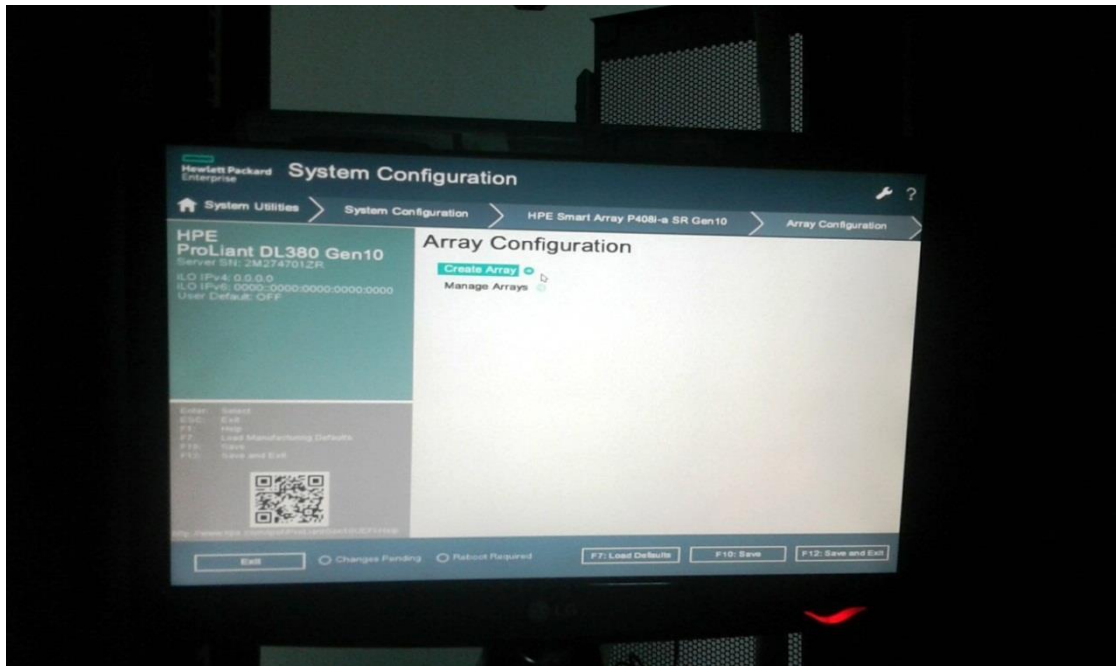 Hewlett Packard
Enterprise
System Configuration
?
System Utilities
System Configuration
HPE Smart Array P408i-a SR Gen10
Array Configuration
HPE
ProLiant DL380 Gen10
Server SN: 2M274701ZR
iLO IPv4: 0.0.0.0
iLO IPv6: 0000::0000:0000:0000:0000
User Default: OFF
Array Configuration
Create Array
Manage Arrays
Enter: Select
ESC: Exit
F1: Help
F7: Load Manufacturing Defaults
F10: Save
F12: Save and Exit
Exit
Changes Pending
Reboot Required
F7: Load Defaults
F10: Save
F12: Save and Exit
LG